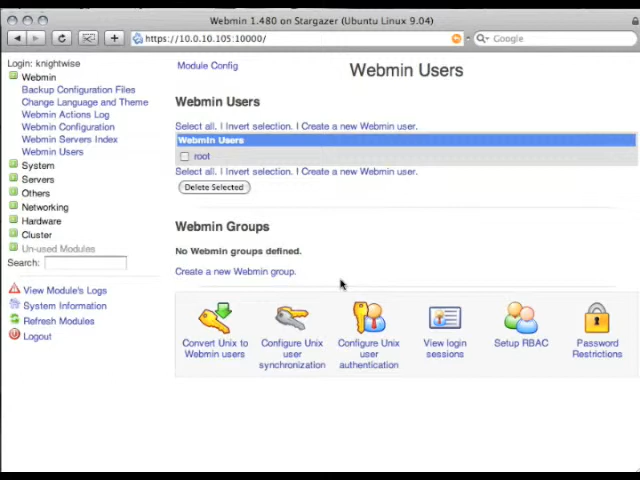 Webmin 1.480 on Stargazer (Ubuntu Linux 9.04)
https://10.0.10.105:10000/
Google
Login: knightwise
Webmin
Backup Configuration Files
Change Language and Theme
Webmin Actions Log
Webmin Configuration
Webmin Servers Index
Webmin Users
System
Servers
Others
Networking
Hardware
Cluster
Un-used Modules
Search:
View Module's Logs
System Information
Refresh Modules
Logout
Module Config
Webmin Users
Webmin Users
Select all. | Invert selection. | Create a new Webmin user.
Webmin Users
root
Select all. | Invert selection. | Create a new Webmin user.
Delete Selected
Webmin Groups
No Webmin groups defined.
Create a new Webmin group.
Convert Unix to
Webmin users
Configure Unix
user
synchronization
Configure Unix
user
authentication
View login
sessions
Setup RBAC
Password
Restrictions